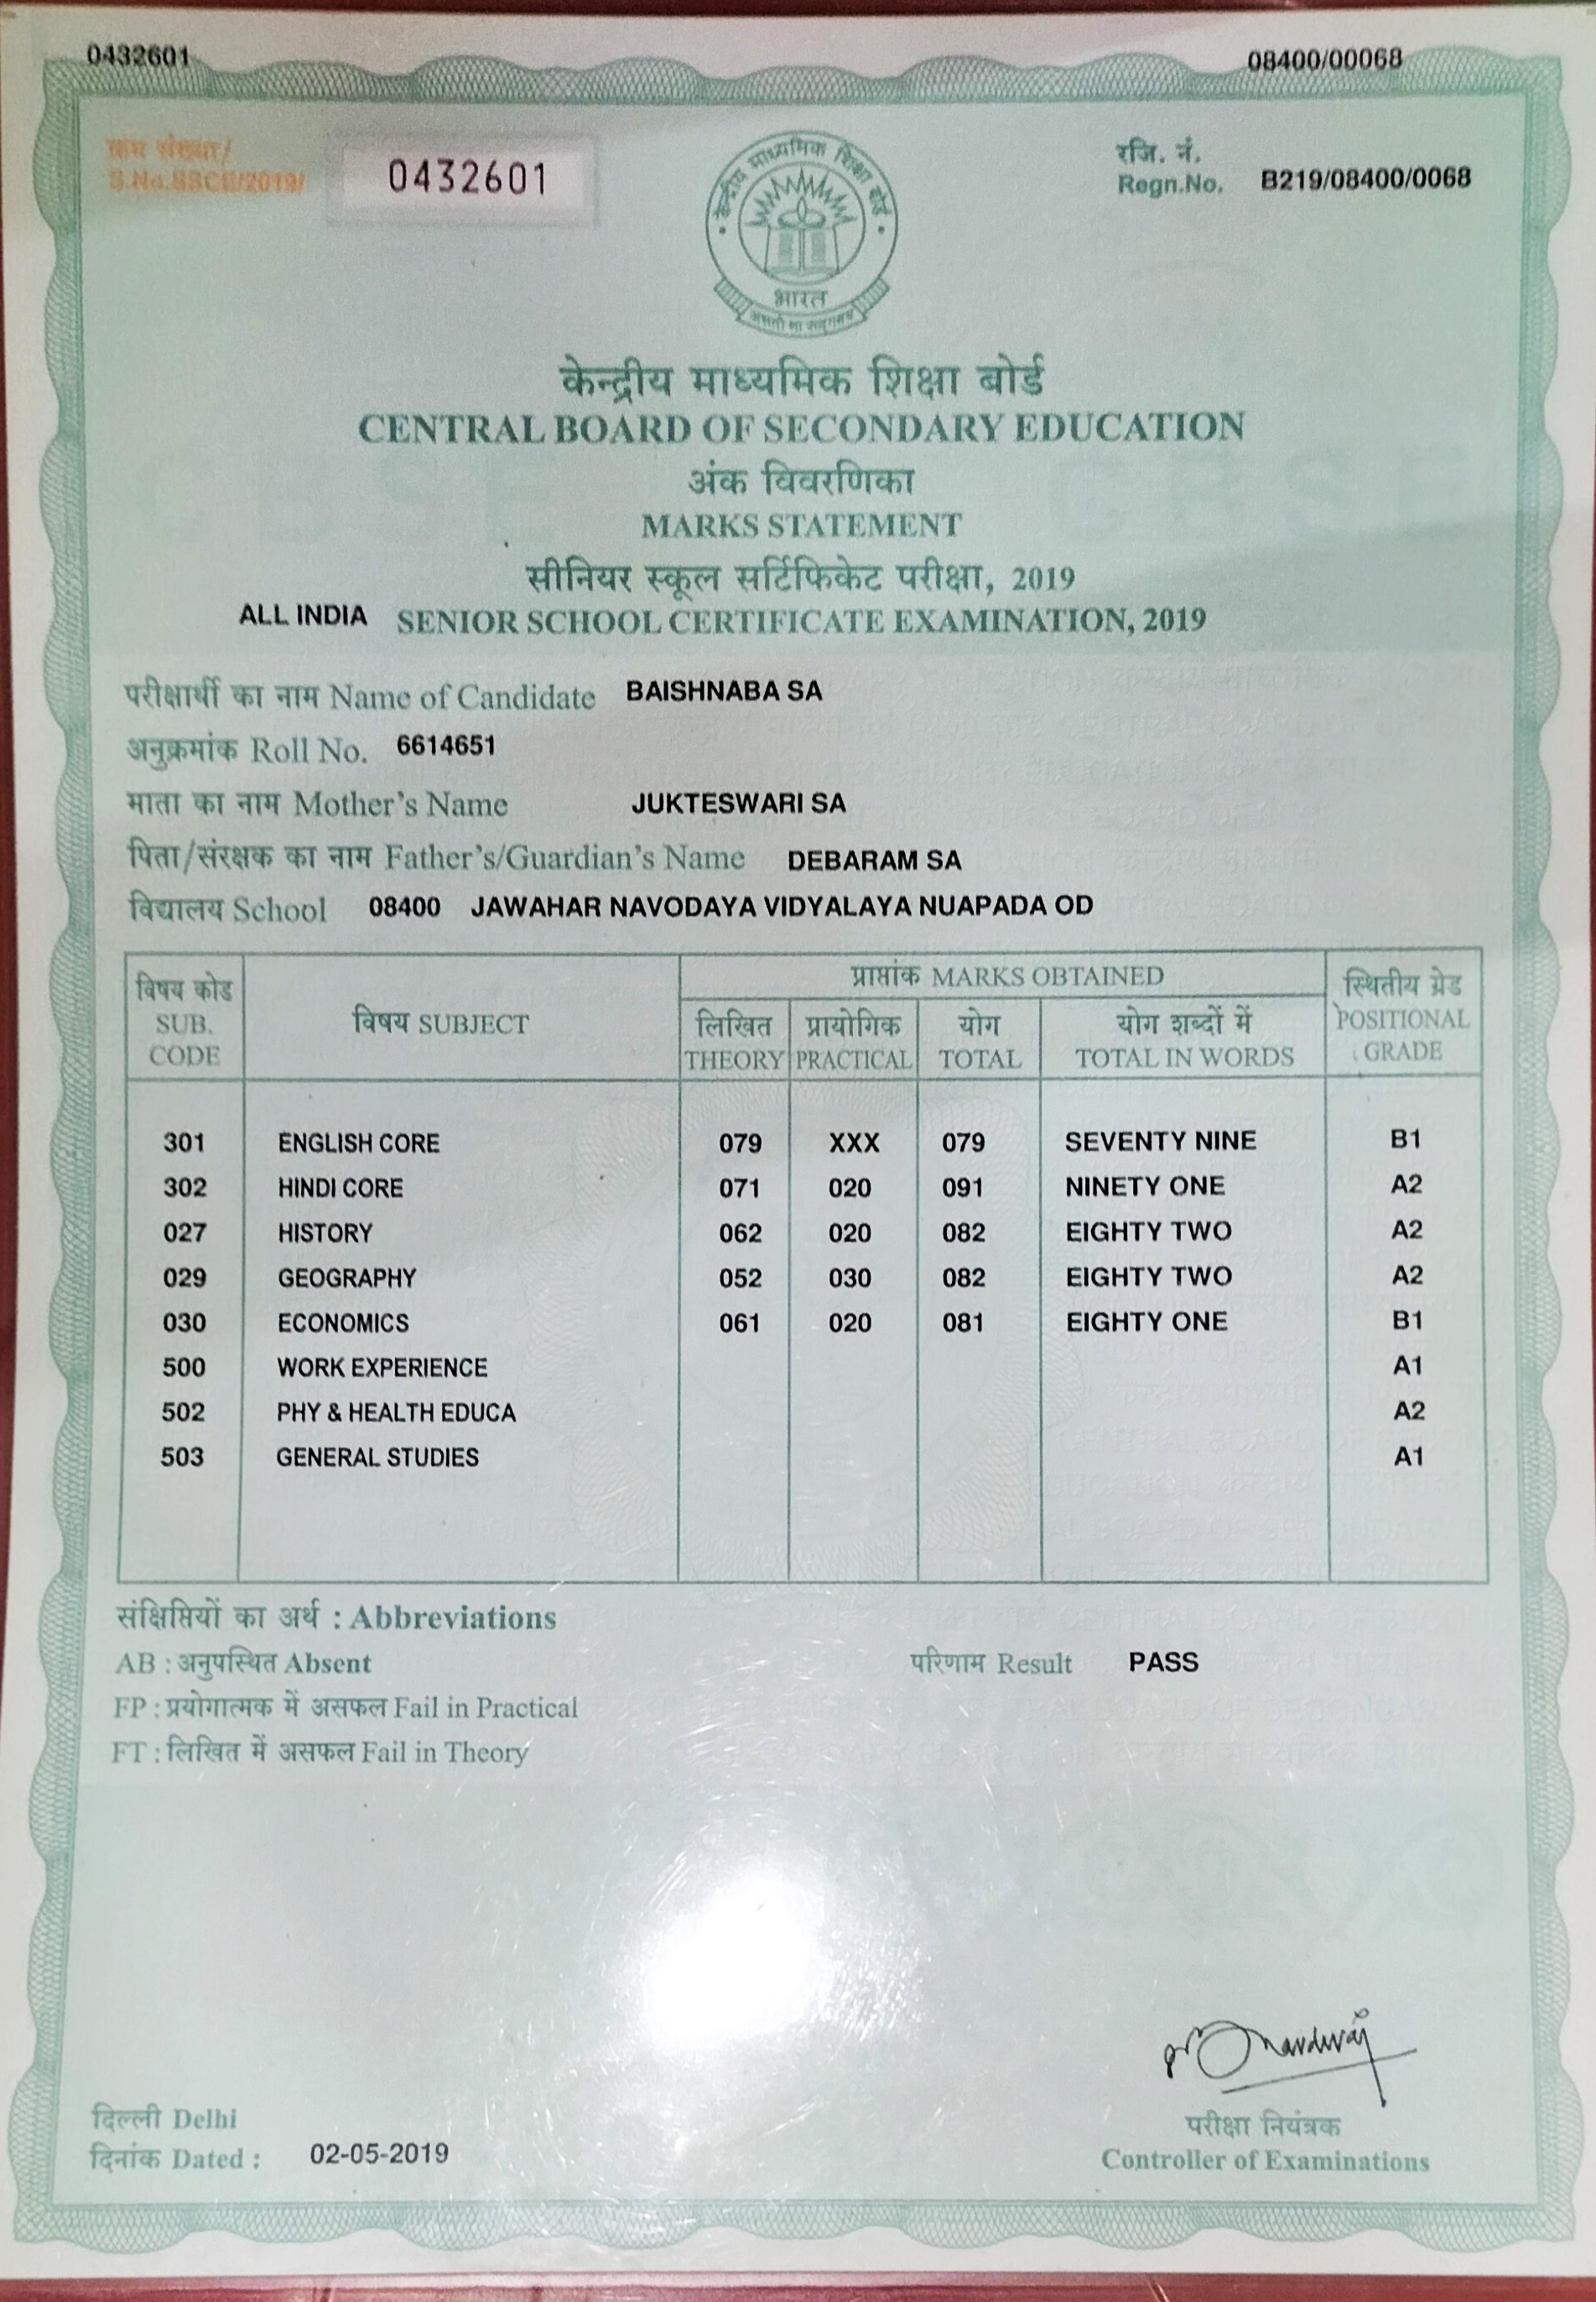 0432601
08400/00068
क्रम संख्या/
S.No.SSCE/2019/
0432601
रजि. नं.
Regn.No. B219/08400/0068
केन्द्रीय माध्यमिक शिक्षा बोर्ड
भारत
असतो मा सद्गमय
केन्द्रीय माध्यमिक शिक्षा बोर्ड
CENTRAL BOARD OF SECONDARY EDUCATION
अंक विवरणिका
MARKS STATEMENT
सीनियर स्कूल सर्टिफिकेट परीक्षा, 2019
ALL INDIA SENIOR SCHOOL CERTIFICATE EXAMINATION, 2019
परीक्षार्थी का नाम Name of Candidate BAISHNABA SA
अनुक्रमांक Roll No. 6614651
माता का नाम Mother's Name JUKTESWARI SA
पिता/संरक्षक का नाम Father's/Guardian's Name DEBARAM SA
विद्यालय School 08400 JAWAHAR NAVODAYA VIDYALAYA NUAPADA OD
विषय कोड SUB. CODE विषय SUBJECT प्राप्तांक MARKS OBTAINED स्थितीय ग्रेड POSITIONAL GRADE
लिखित THEORY प्रायोगिक PRACTICAL योग TOTAL योग शब्दों में TOTAL IN WORDS
301 ENGLISH CORE 079 XXX 079 SEVENTY NINE B1
302 HINDI CORE 071 020 091 NINETY ONE A2
027 HISTORY 062 020 082 EIGHTY TWO A2
029 GEOGRAPHY 052 030 082 EIGHTY TWO A2
030 ECONOMICS 061 020 081 EIGHTY ONE B1
500 WORK EXPERIENCE A1
502 PHY & HEALTH EDUCA A2
503 GENERAL STUDIES A1
संक्षिप्तियों का अर्थ : Abbreviations
AB : अनुपस्थित Absent
परिणाम Result PASS
FP : प्रयोगात्मक में असफल Fail in Practical
FT : लिखित में असफल Fail in Theory
दिल्ली Delhi
दिनांक Dated : 02-05-2019
परीक्षा नियंत्रक
Controller of Examinations